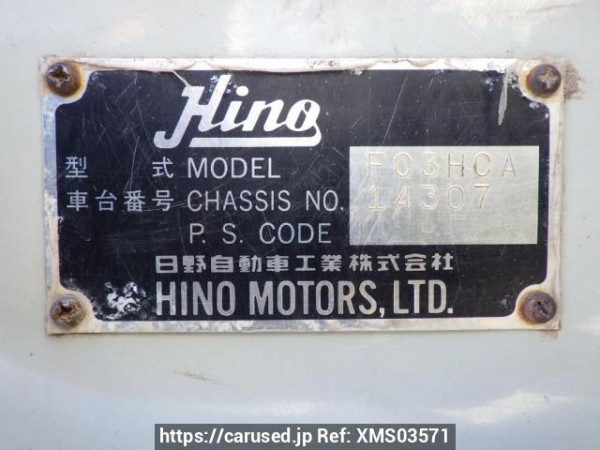 Hino
型 式 MODEL FC3HCA
車台番号 CHASSIS NO. 14307
P. S. CODE
日野自動車工業株式会社
HINO MOTORS, LTD.
https://carused.jp Ref: XMS03571